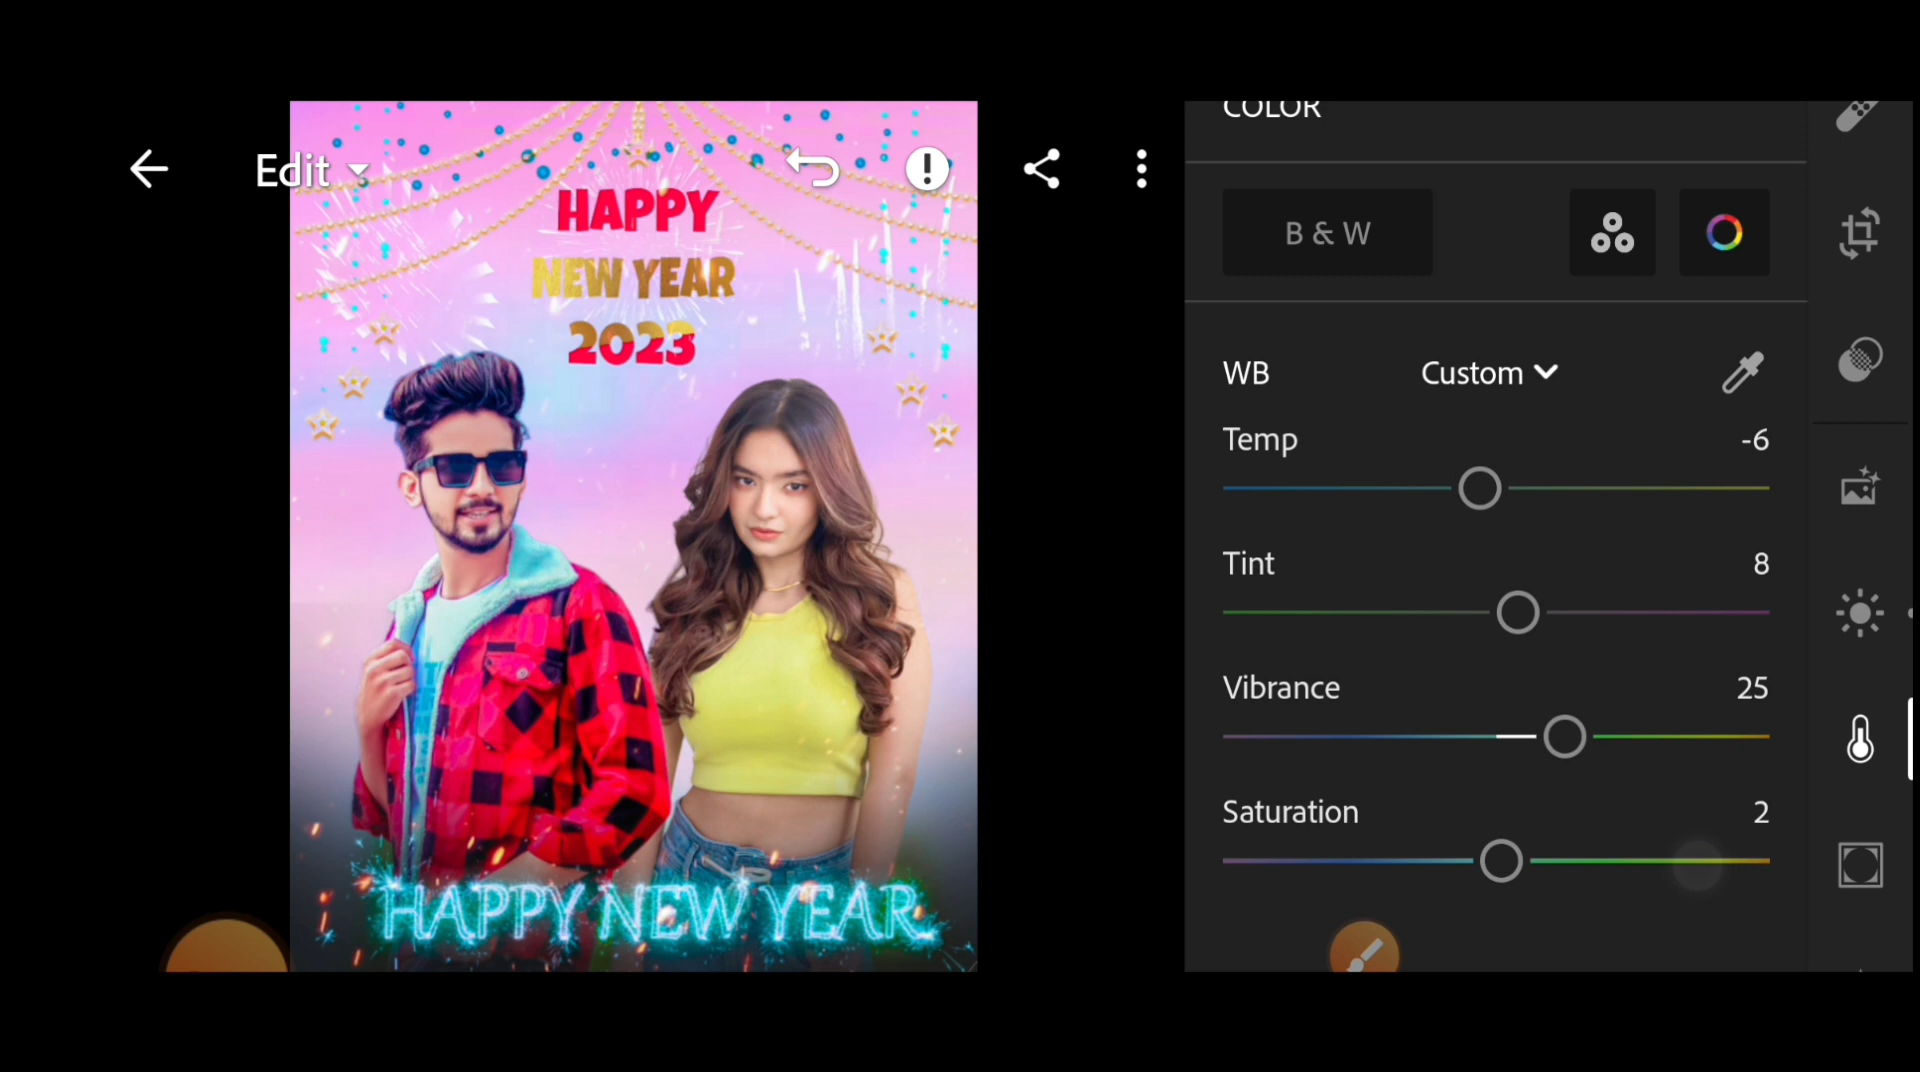 Edit
HAPPY
NEW YEAR
2023
HAPPY NEW YEAR
COLOR
B & W
WB Custom
Temp -6
Tint 8
Vibrance 25
Saturation 2